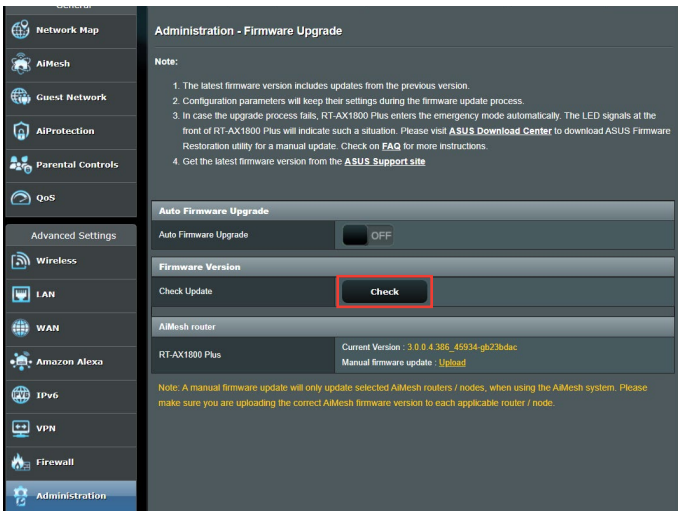 General
Network Map
AiMesh
Guest Network
AiProtection
Parental Controls
QoS
Advanced Settings
Wireless
LAN
WAN
Amazon Alexa
IPv6
VPN
Firewall
Administration
Administration - Firmware Upgrade
Note:
1. The latest firmware version includes updates from the previous version.
2. Configuration parameters will keep their settings during the firmware update process.
3. In case the upgrade process fails, RT-AX1800 Plus enters the emergency mode automatically. The LED signals at the
front of RT-AX1800 Plus will indicate such a situation. Please visit ASUS Download Center to download ASUS Firmware
Restoration utility for a manual update. Check on FAQ for more instructions.
4. Get the latest firmware version from the ASUS Support site
Auto Firmware Upgrade
Auto Firmware Upgrade OFF
Firmware Version
Check Update Check
AiMesh router
RT-AX1800 Plus
Current Version : 3.0.0.4.386_45934-gb23bdac
Manual firmware update : Upload
Note: A manual firmware update will only update selected AiMesh routers / nodes, when using the AiMesh system. Please
make sure you are uploading the correct AiMesh firmware version to each applicable router / node.